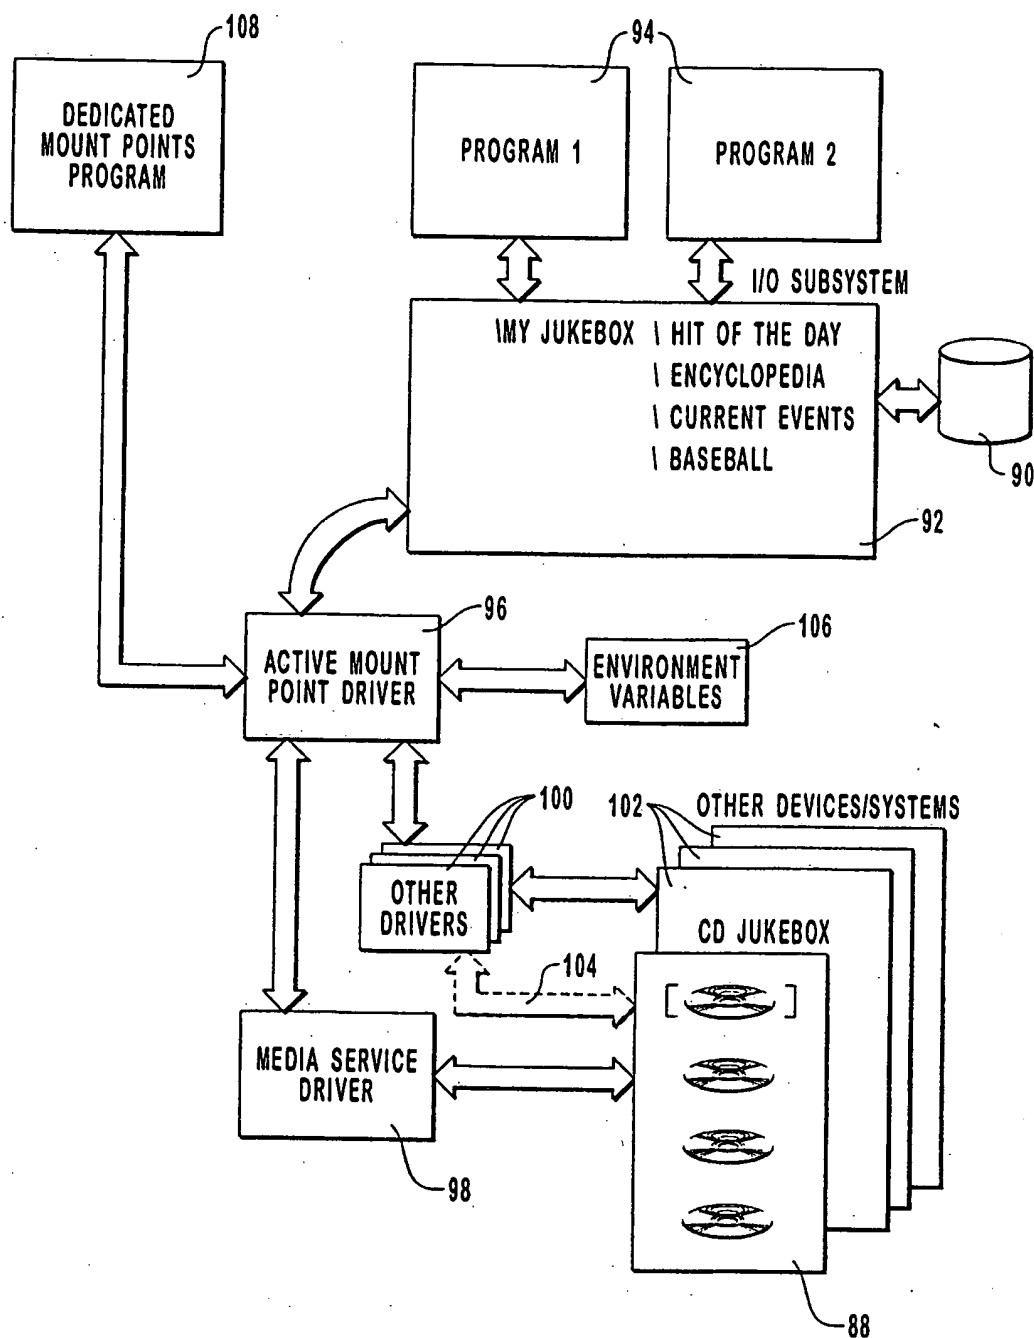 108
94
DEDICATED
MOUNT POINTS
PROGRAM
PROGRAM 1
PROGRAM 2
I/O SUBSYSTEM
\MY JUKEBOX \ HIT OF THE DAY
\ ENCYCLOPEDIA
\ CURRENT EVENTS
\ BASEBALL
90
92
96
ACTIVE MOUNT
POINT DRIVER
106
ENVIRONMENT
VARIABLES
100
102
OTHER DEVICES/SYSTEMS
OTHER
DRIVERS
CD JUKEBOX
104
[ ]
MEDIA SERVICE
DRIVER
98
88